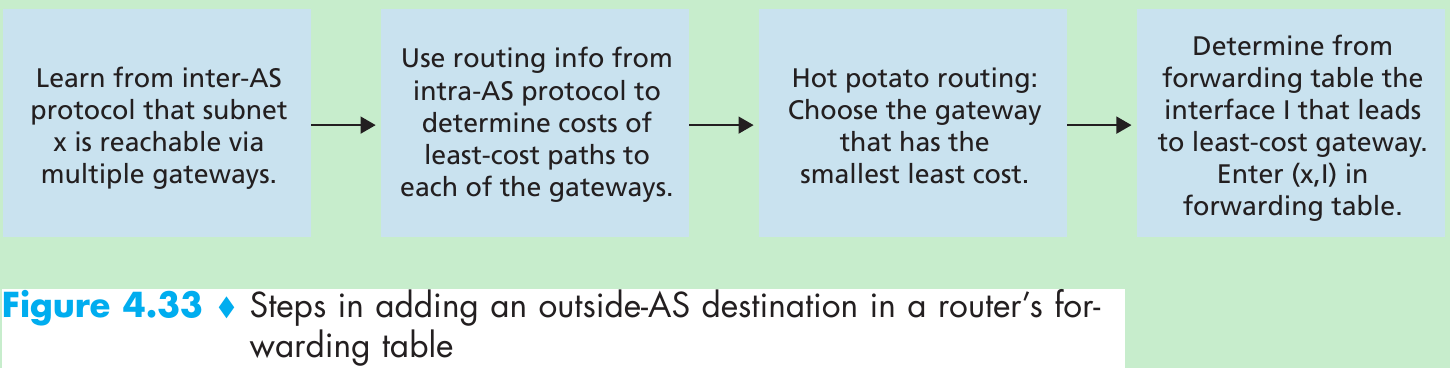 Learn from inter-AS
protocol that subnet
x is reachable via
multiple gateways.
Use routing info from
intra-AS protocol to
determine costs of
least-cost paths to
each of the gateways.
Hot potato routing:
Choose the gateway
that has the
smallest least cost.
Determine from
forwarding table the
interface I that leads
to least-cost gateway.
Enter (x,I) in
forwarding table.
Figure 4.33 ♦ Steps in adding an outside-AS destination in a router’s for-
warding table